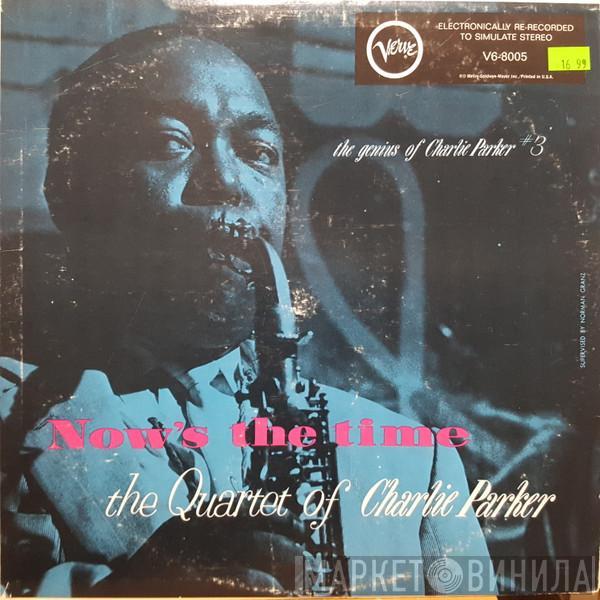 Verve
ELECTRONICALLY RE-RECORDED
TO SIMULATE STEREO
V6-8005
16 99
the genius of Charlie Parker #3
SUPERVISED BY NORMAN GRANZ
Now's the time
the Quartet of Charlie Parker
МАРКЕТ ВИНИЛА